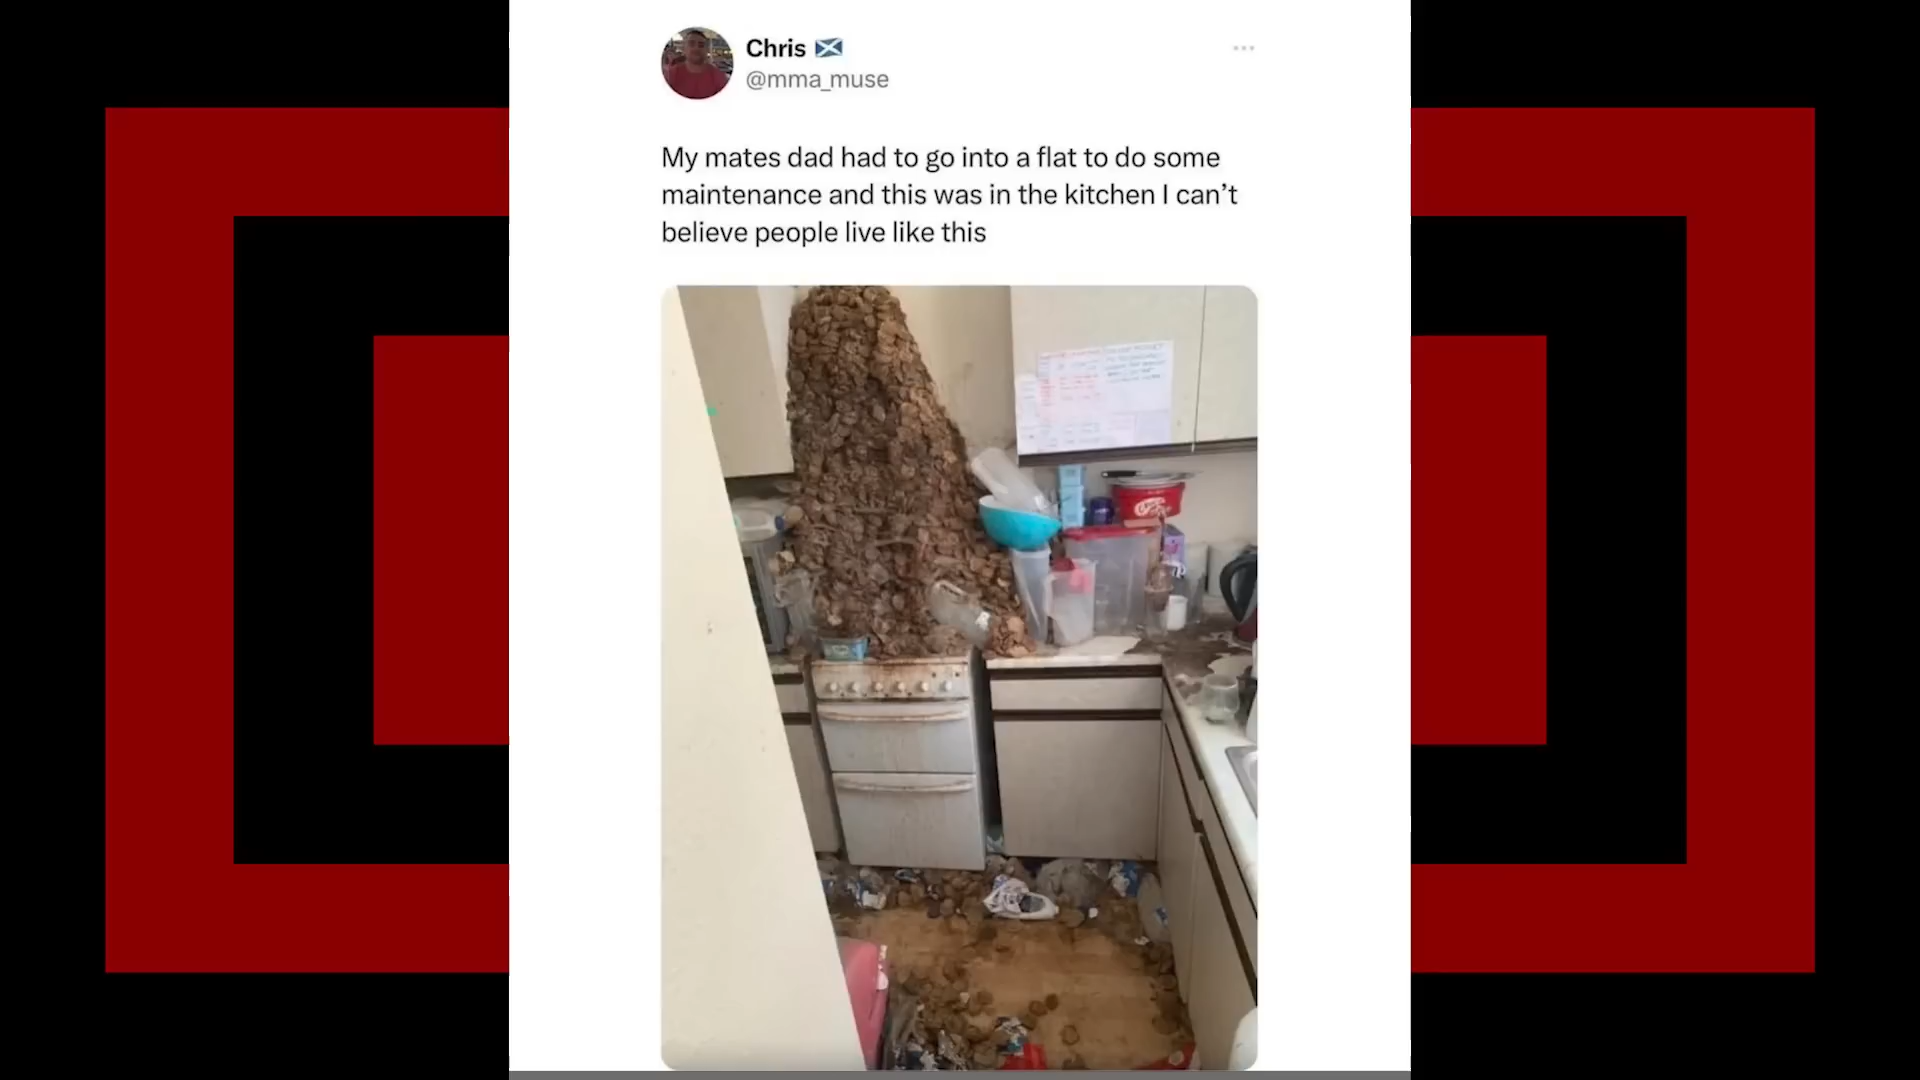 Chris
@mma_muse
My mates dad had to go into a flat to do some
maintenance and this was in the kitchen I can’t
believe people live like this